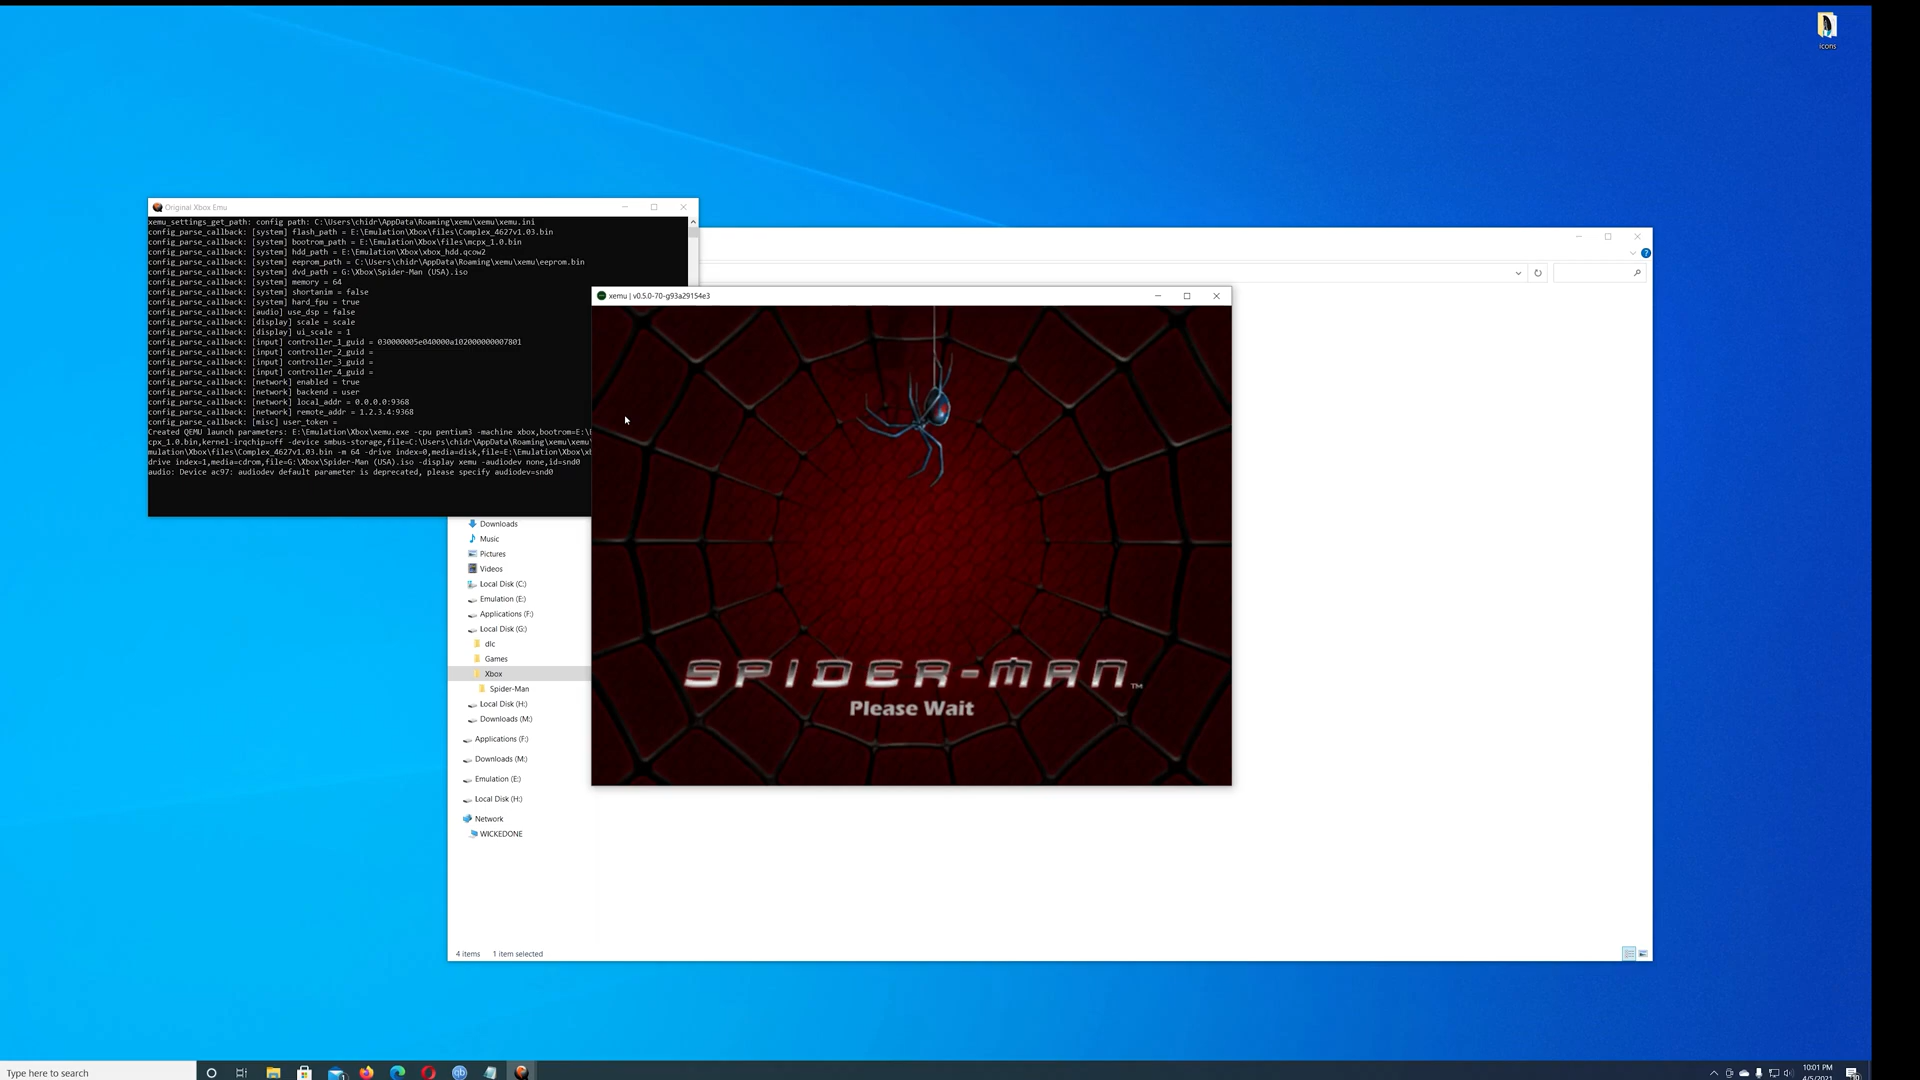 icons
Original Xbox Emu
xemu_settings_get_path: config path: C:\Users\chidr\AppData\Roaming\xemu\xemu\xemu.ini
config_parse_callback: [system] flash_path = E:\Emulation\Xbox\files\Complex_4627v1.03.bin
config_parse_callback: [system] bootrom_path = E:\Emulation\Xbox\files\mcpx_1.0.bin
config_parse_callback: [system] hdd_path = E:\Emulation\Xbox\xbox_hdd.qcow2
config_parse_callback: [system] eeprom_path = C:\Users\chidr\AppData\Roaming\xemu\xemu\eeprom.bin
config_parse_callback: [system] dvd_path = G:\Xbox\Spider-Man (USA).iso
config_parse_callback: [system] memory = 64
config_parse_callback: [system] shortanim = false
config_parse_callback: [system] hard_fpu = true
config_parse_callback: [audio] use_dsp = false
config_parse_callback: [display] scale = scale
config_parse_callback: [display] ui_scale = 1
config_parse_callback: [input] controller_1_guid = 030000005e040000a102000000007801
config_parse_callback: [input] controller_2_guid =
config_parse_callback: [input] controller_3_guid =
config_parse_callback: [input] controller_4_guid =
config_parse_callback: [network] enabled = true
config_parse_callback: [network] backend = user
config_parse_callback: [network] local_addr = 0.0.0.0:9368
config_parse_callback: [network] remote_addr = 1.2.3.4:9368
config_parse_callback: [misc] user_token =
Created QEMU launch parameters: E:\Emulation\Xbox\xemu.exe -cpu pentium3 -machine xbox,bootrom=E:\
cpx_1.0.bin,kernel-irqchip=off -device smbus-storage,file=C:\Users\chidr\AppData\Roaming\xemu\xemu\
mulation\Xbox\files\Complex_4627v1.03.bin -m 64 -drive index=0,media=disk,file=E:\Emulation\Xbox\xb
drive index=1,media=cdrom,file=G:\Xbox\Spider-Man (USA).iso -display xemu -audiodev none,id=snd0
audio: Device ac97: audiodev default parameter is deprecated, please specify audiodev=snd0
xemu | v0.5.0-70-g93a29154e3
SPIDER-MAN™
Please Wait
Downloads
Music
Pictures
Videos
Local Disk (C:)
Emulation (E:)
Applications (F:)
Local Disk (G:)
dlc
Games
Xbox
Spider-Man
Local Disk (H:)
Downloads (M:)
Applications (F:)
Downloads (M:)
Emulation (E:)
Local Disk (H:)
Network
WICKEDONE
4 items 1 item selected
Type here to search
10:01 PM
4/5/2021